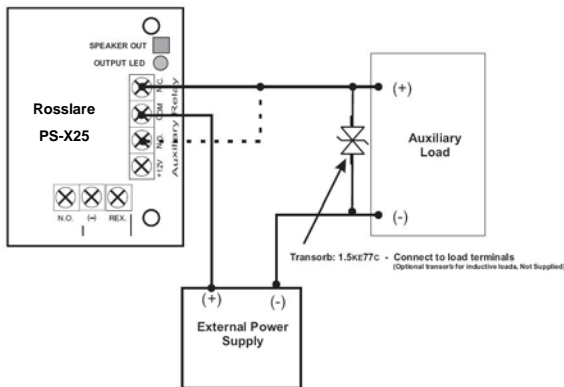 SPEAKER OUT
OUTPUT LED
Rosslare
PS-X25
N.C.
COM
N.O.
+12V
Auxiliary Relay
N.O.
(–)
REX.
(+)
Auxiliary
Load
(-)
Transorb: 1.5KE77C - Connect to load terminals
(Optional transorb for inductive loads, Not Supplied)
(+)
(-)
External Power
Supply